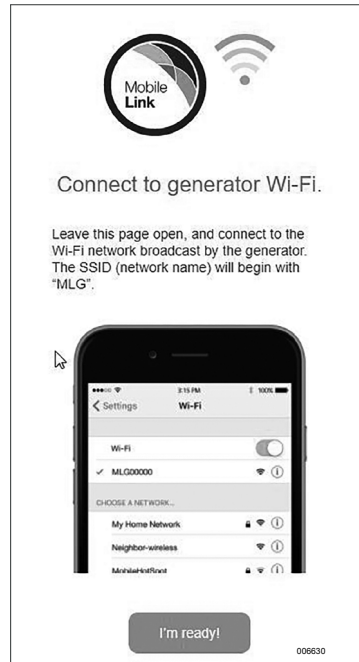 Mobile
Link
Connect to generator Wi-Fi.
Leave this page open, and connect to the
Wi-Fi network broadcast by the generator.
The SSID (network name) will begin with
“MLG”.
3:15 PM 100%
Settings Wi-Fi
Wi-Fi
MLG00000
CHOOSE A NETWORK...
My Home Network
Neighbor-wireless
MobileHotSpot
I'm ready!
006630